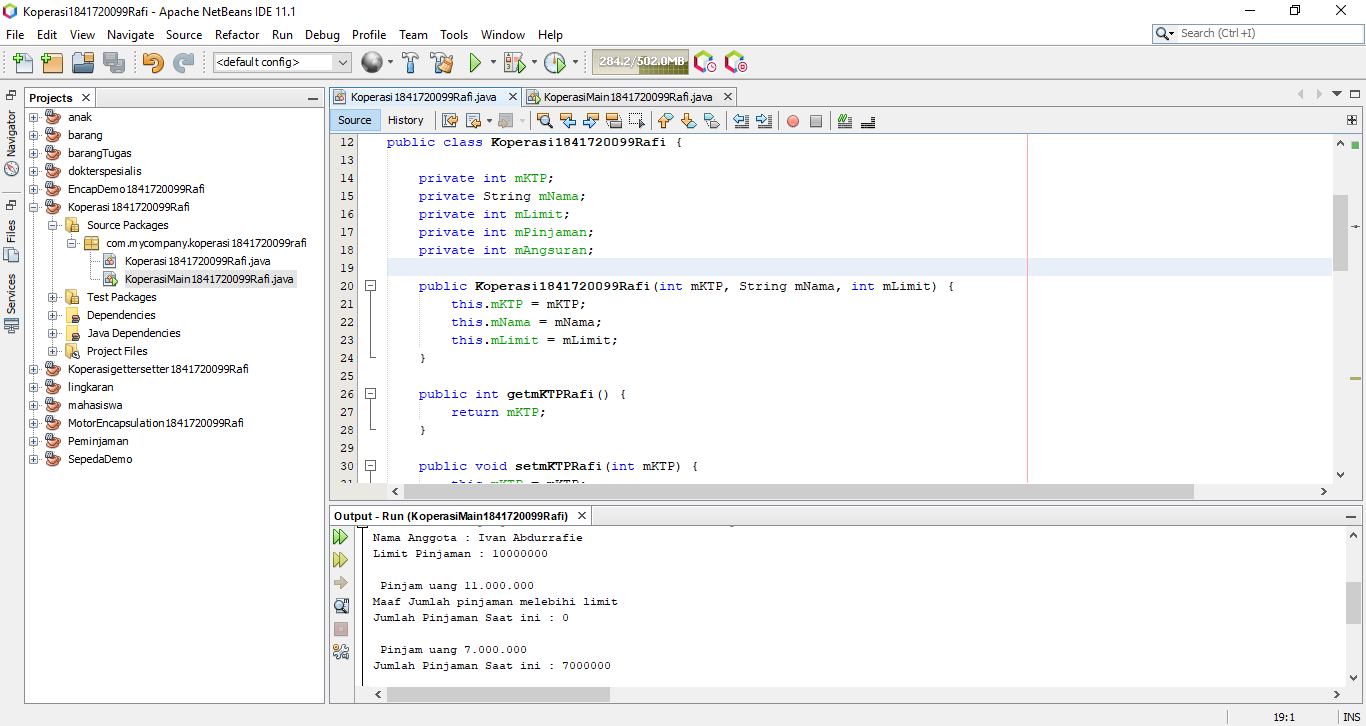 Koperasi1841720099Rafi - Apache NetBeans IDE 11.1
File Edit View Navigate Source Refactor Run Debug Profile Team Tools Window Help
Search (Ctrl+I)
<default config>
284.2/502.0MB
Projects
Navigator
Files
Services
anak
barang
barangTugas
dokterspesialis
EncapDemo1841720099Rafi
Koperasi1841720099Rafi
Source Packages
com.mycompany.koperasi1841720099rafi
Koperasi1841720099Rafi.java
KoperasiMain1841720099Rafi.java
Test Packages
Dependencies
Java Dependencies
Project Files
Koperasigettersetter1841720099Rafi
lingkaran
mahasiswa
MotorEncapsulation1841720099Rafi
Peminjaman
SepedaDemo
Koperasi1841720099Rafi.java KoperasiMain1841720099Rafi.java
Source History
12 public class Koperasi1841720099Rafi {
13
14 private int mKTP;
15 private String mNama;
16 private int mLimit;
17 private int mPinjaman;
18 private int mAngsuran;
19
20 public Koperasi1841720099Rafi(int mKTP, String mNama, int mLimit) {
21 this.mKTP = mKTP;
22 this.mNama = mNama;
23 this.mLimit = mLimit;
24 }
25
26 public int getmKTPRafi() {
27 return mKTP;
28 }
29
30 public void setmKTPRafi(int mKTP) {
31 this.mKTP = mKTP;
Output - Run (KoperasiMain1841720099Rafi)
Nama Anggota : Ivan Abdurrafie
Limit Pinjaman : 10000000
Pinjam uang 11.000.000
Maaf Jumlah pinjaman melebihi limit
Jumlah Pinjaman Saat ini : 0
Pinjam uang 7.000.000
Jumlah Pinjaman Saat ini : 7000000
19:1 INS